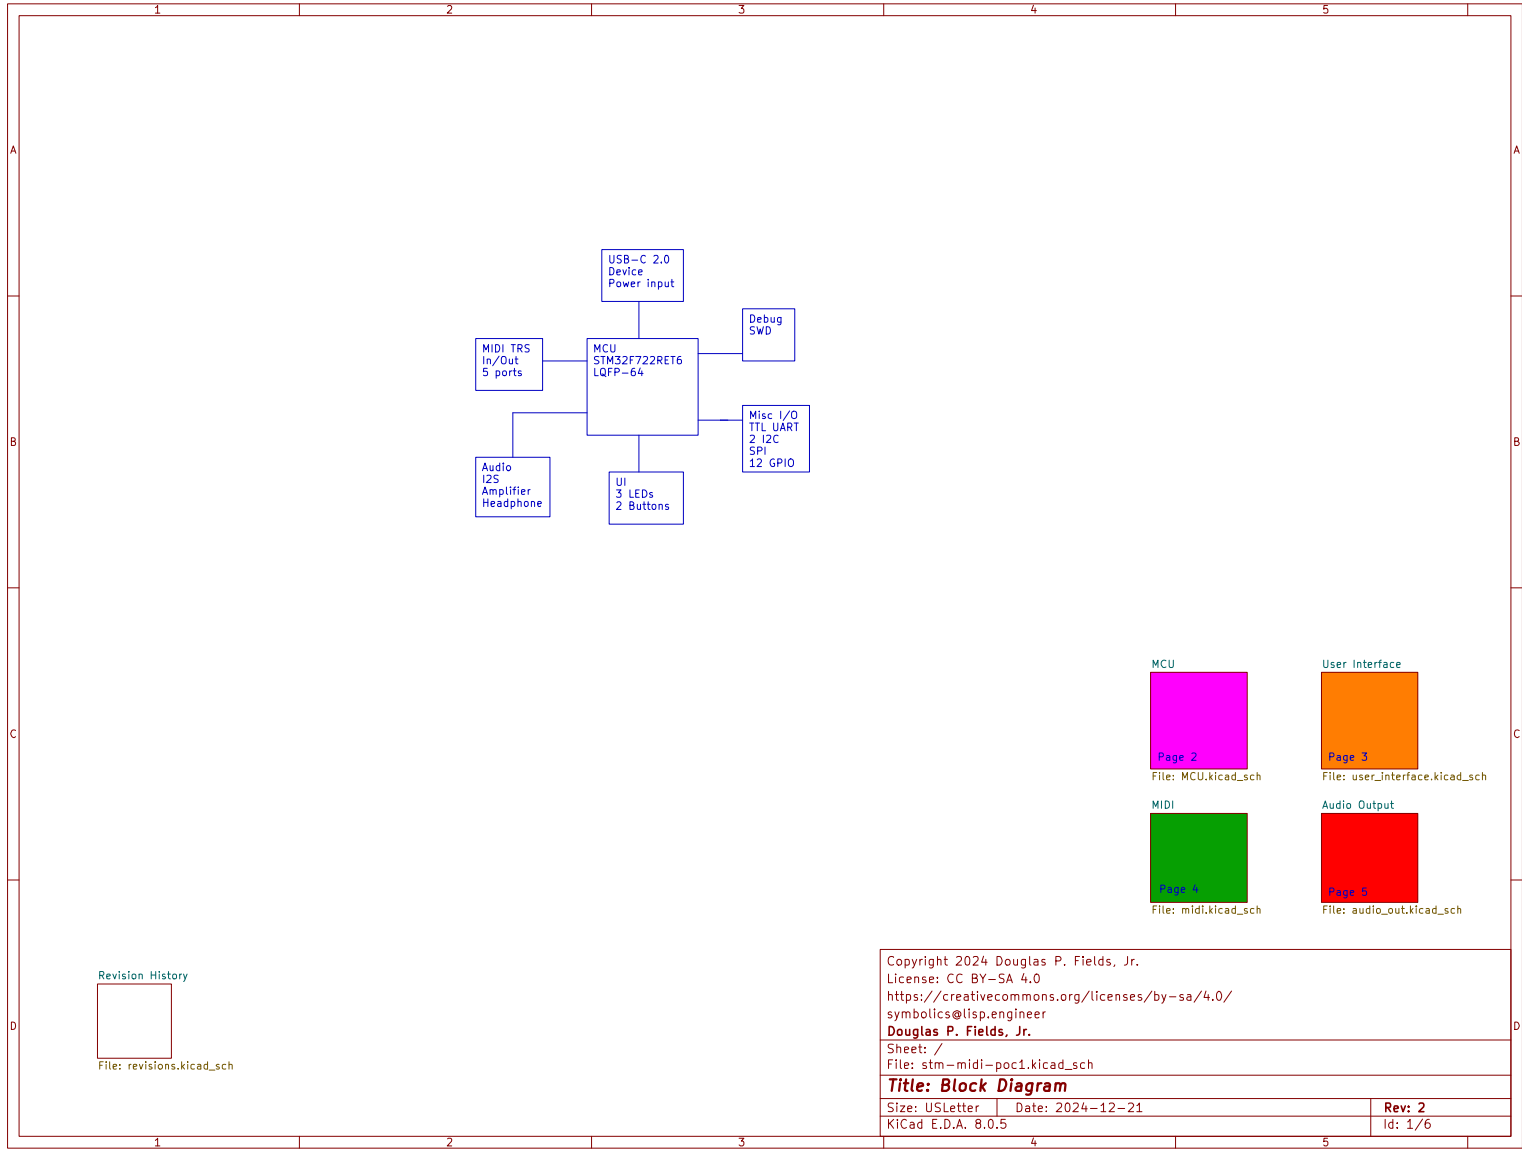 1 2 3 4 5
A A
USB-C 2.0
Device
Power input
Debug
SWD
MIDI TRS
In/Out
5 ports
MCU
STM32F722RET6
LQFP-64
Misc I/O
TTL UART
2 I2C
SPI
12 GPIO
B B
Audio
I2S
Amplifier
Headphone
UI
3 LEDs
2 Buttons
MCU
Page 2
File: MCU.kicad_sch
User Interface
Page 3
File: user_interface.kicad_sch
C C
MIDI
Page 4
File: midi.kicad_sch
Audio Output
Page 5
File: audio_out.kicad_sch
Revision History
File: revisions.kicad_sch
D D
Copyright 2024 Douglas P. Fields, Jr.
License: CC BY-SA 4.0
https://creativecommons.org/licenses/by-sa/4.0/
symbolics@lisp.engineer
Douglas P. Fields, Jr.
Sheet: /
File: stm-midi-poc1.kicad_sch
Title: Block Diagram
Size: USLetter Date: 2024-12-21 Rev: 2
KiCad E.D.A. 8.0.5 Id: 1/6
1 2 3 4 5